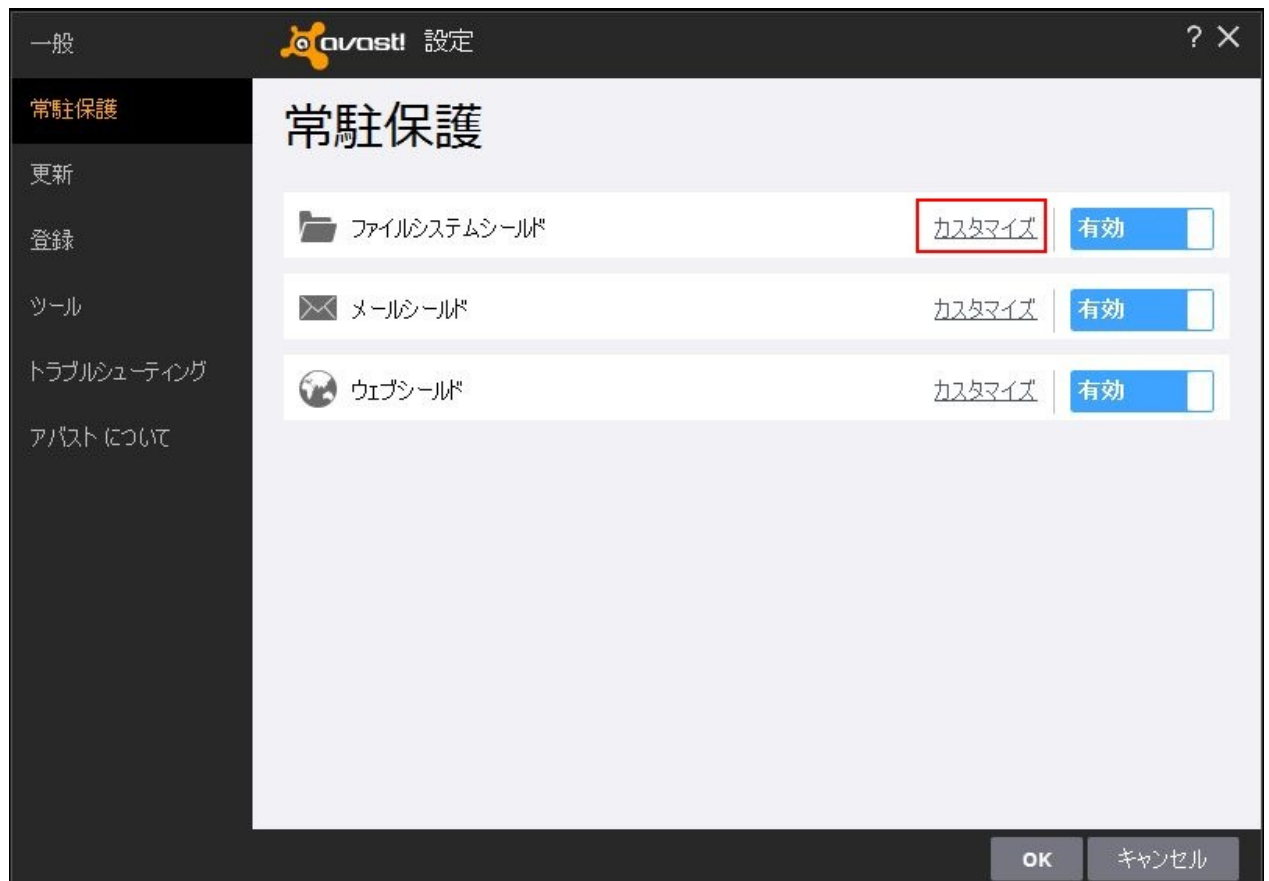 一般
avast! 設定
?
常駐保護
更新
登録
ツール
トラブルシューティング
アバスト について
常駐保護
ファイルシステムシールド カスタマイズ 有効
メールシールド カスタマイズ 有効
ウェブシールド カスタマイズ 有効
OK キャンセル